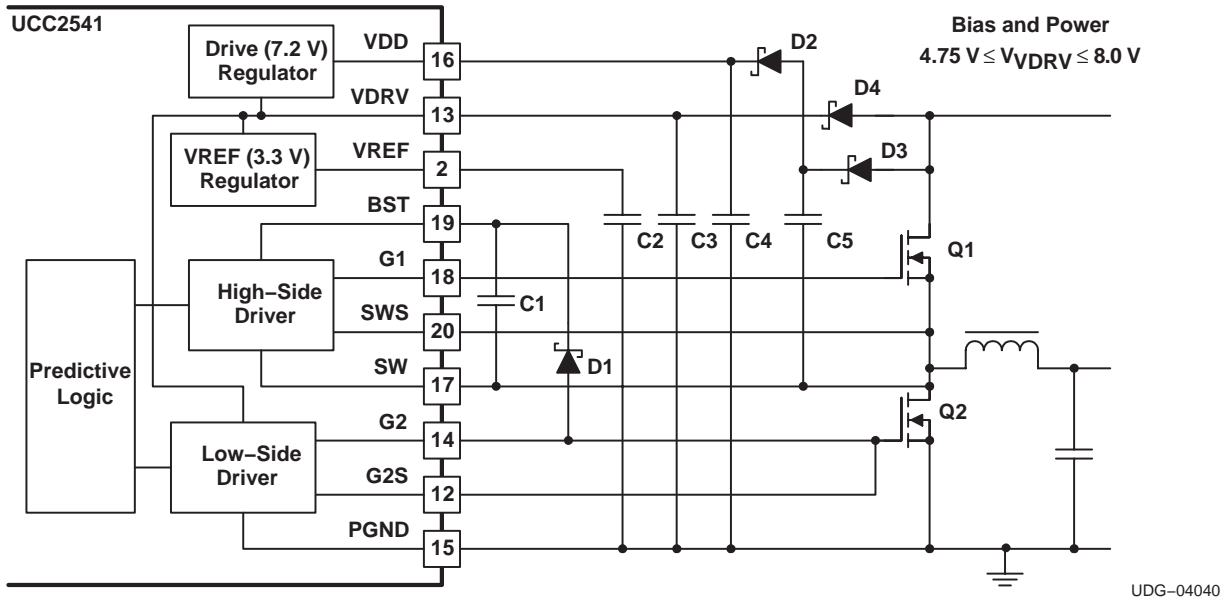 UCC2541
Bias and Power
4.75 V ≤ VVDRV ≤ 8.0 V
Drive (7.2 V)
Regulator
VDD
16
D2
VDRV
13
D4
VREF (3.3 V)
Regulator
VREF
2
D3
BST
19
C2
C3
C4
C5
Q1
G1
18
High−Side
Driver
C1
SWS
20
SW
17
D1
Predictive
Logic
G2
14
Q2
Low−Side
Driver
G2S
12
PGND
15
UDG−04040